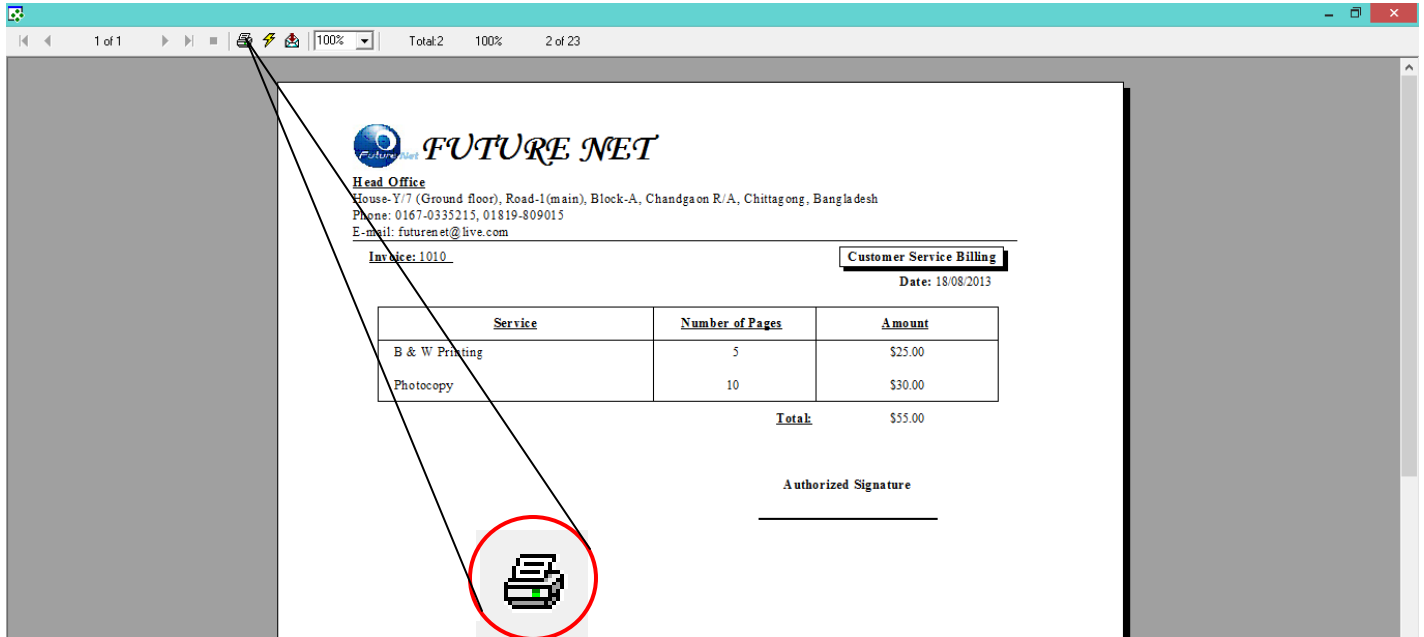 1 of 1 100% Total:2 100% 2 of 23
Future Net FUTURE NET
Head Office
House-Y/7 (Ground floor), Road-1(main), Block-A, Chandgaon R/A, Chittagong, Bangladesh
Phone: 0167-0335215, 01819-809015
E-mail: futurenet@live.com
Invoice: 1010 Customer Service Billing
Date: 18/08/2013
Service Number of Pages Amount
B & W Printing 5 $25.00
Photocopy 10 $30.00
Total: $55.00
Authorized Signature